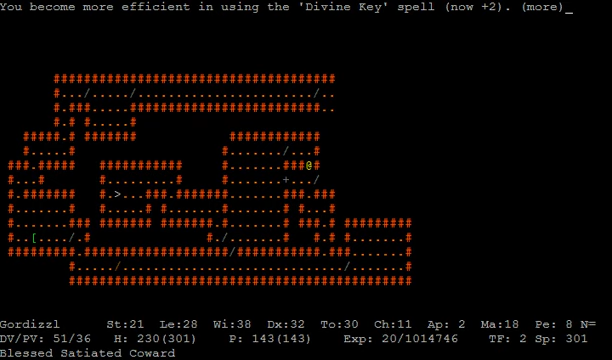 You become more efficient in using the 'Divine Key' spell (now +2). (more)_
Gordizzl St:21 Le:28 Wi:38 Dx:32 To:30 Ch:11 Ap: 2 Ma:18 Pe: 8 N=
DV/PV: 51/36 H: 230(301) P: 143(143) Exp: 20/1014746 TF: 2 Sp: 301
Blessed Satiated Coward